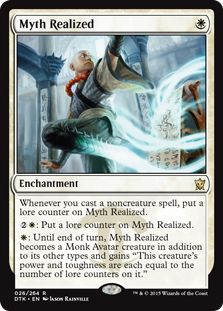 Myth Realized
Enchantment
Whenever you cast a noncreature spell, put a
lore counter on Myth Realized.
2: Put a lore counter on Myth Realized.
: Until end of turn, Myth Realized
becomes a Monk Avatar creature in addition
to its other types and gains “This creature’s
power and toughness are each equal to the
number of lore counters on it.”
026/264 R
DTK • EN Jason Rainville
™ & © 2015 Wizards of the Coast